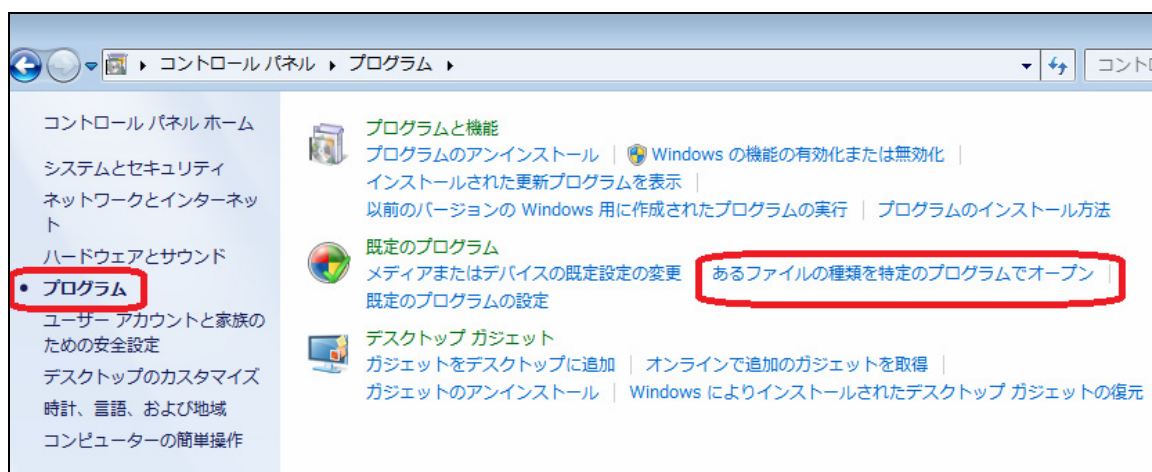 コントロール パネル ▸ プログラム ▸
コントロ
コントロール パネル ホーム
システムとセキュリティ
ネットワークとインターネッ
ト
ハードウェアとサウンド
プログラム
ユーザー アカウントと家族の
ための安全設定
デスクトップのカスタマイズ
時計、言語、および地域
コンピューターの簡単操作
プログラムと機能
プログラムのアンインストール | Windows の機能の有効化または無効化 |
インストールされた更新プログラムを表示 |
以前のバージョンの Windows 用に作成されたプログラムの実行 | プログラムのインストール方法
既定のプログラム
メディアまたはデバイスの既定設定の変更 あるファイルの種類を特定のプログラムでオープン |
既定のプログラムの設定
デスクトップ ガジェット
ガジェットをデスクトップに追加 | オンラインで追加のガジェットを取得 |
ガジェットのアンインストール | Windows によりインストールされたデスクトップ ガジェットの復元